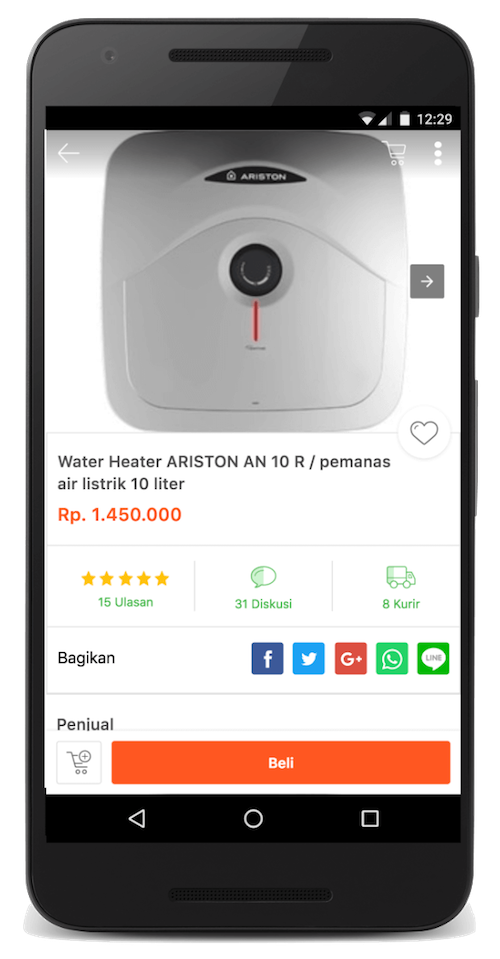 12:29
ARISTON
Water Heater ARISTON AN 10 R / pemanas
air listrik 10 liter
Rp. 1.450.000
15 Ulasan
31 Diskusi
8 Kurir
Bagikan
f
G+
LINE
Penjual
Beli